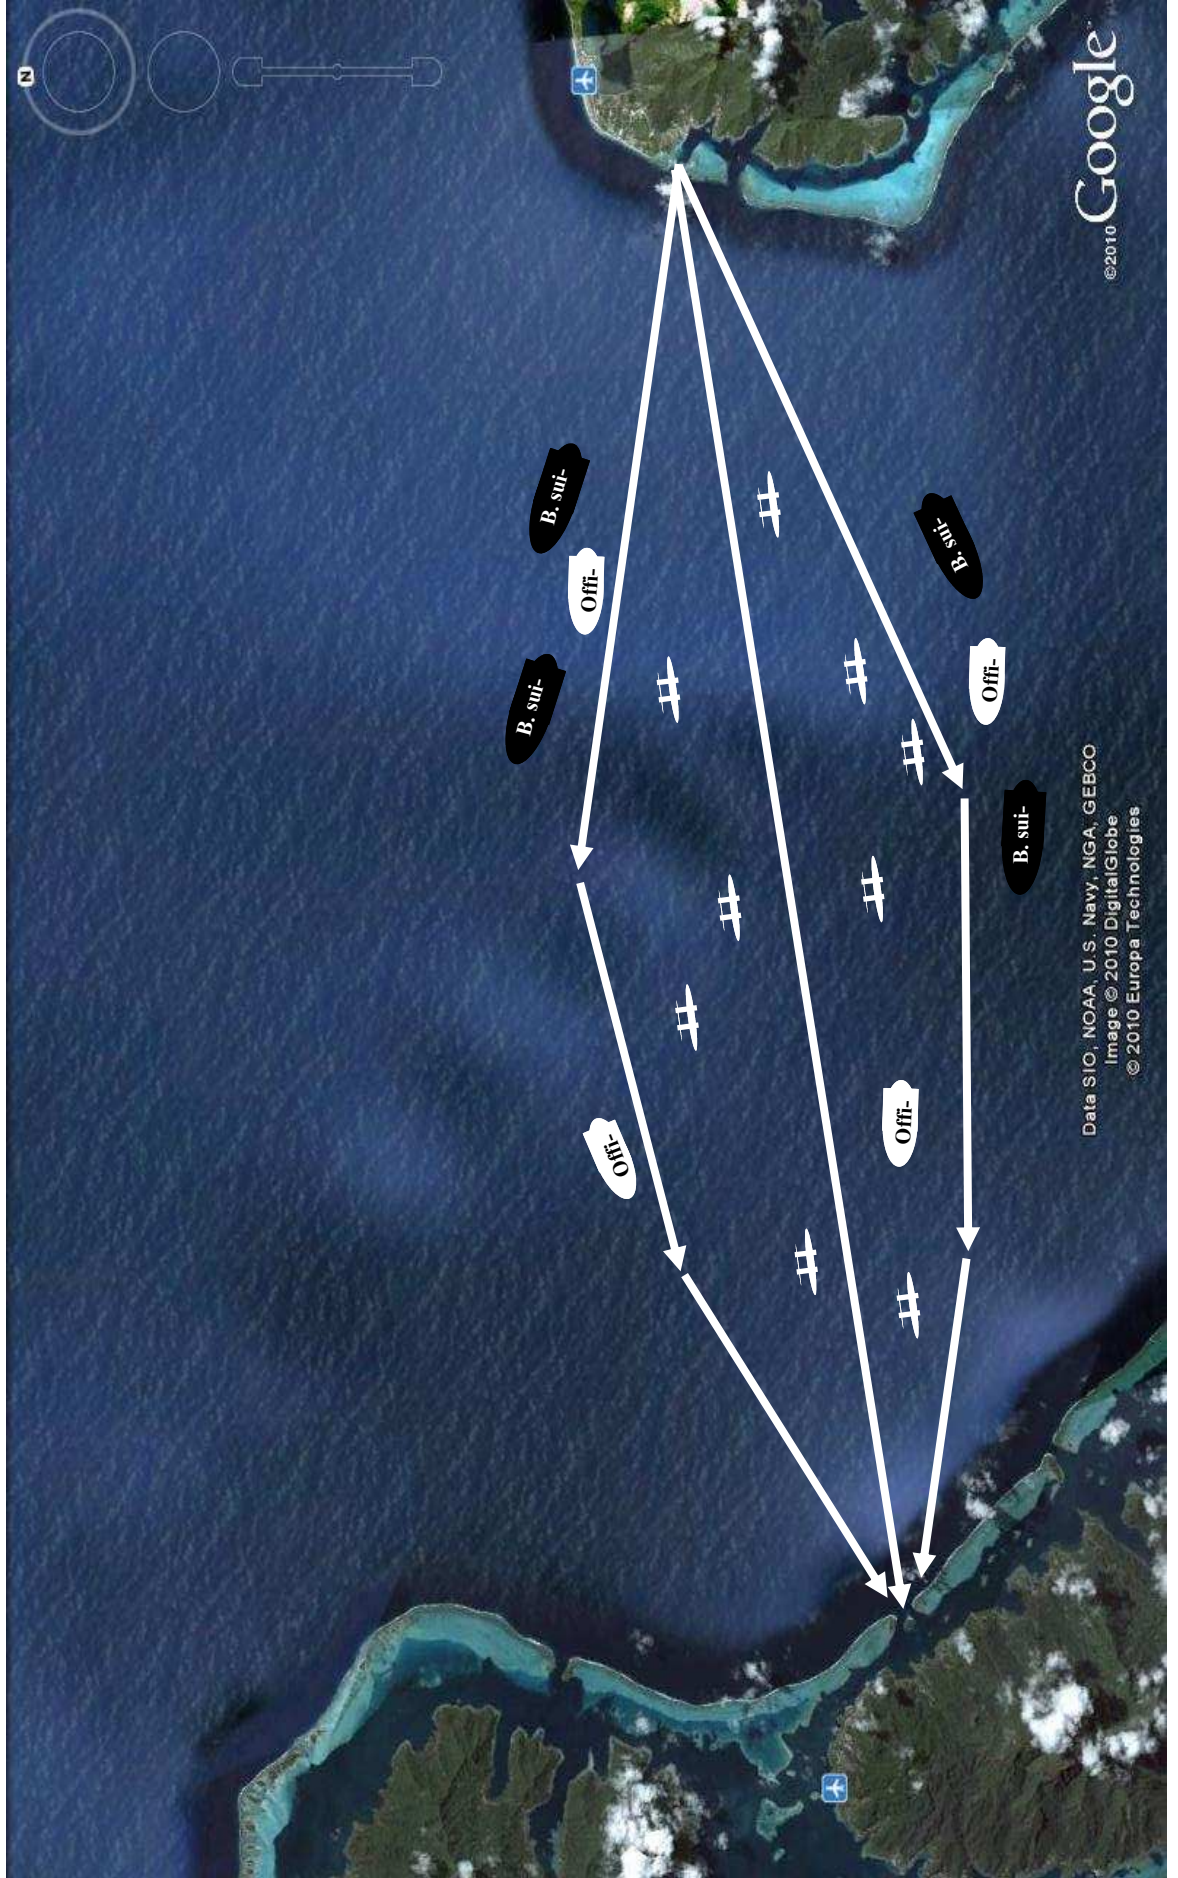 N
B. sui-
Offi-
B. sui-
B. sui-
Offi-
B. sui-
Offi-
Offi-
Data SIO, NOAA, U.S. Navy, NGA, GEBCO
Image © 2010 DigitalGlobe
© 2010 Europa Technologies
©2010 Google™